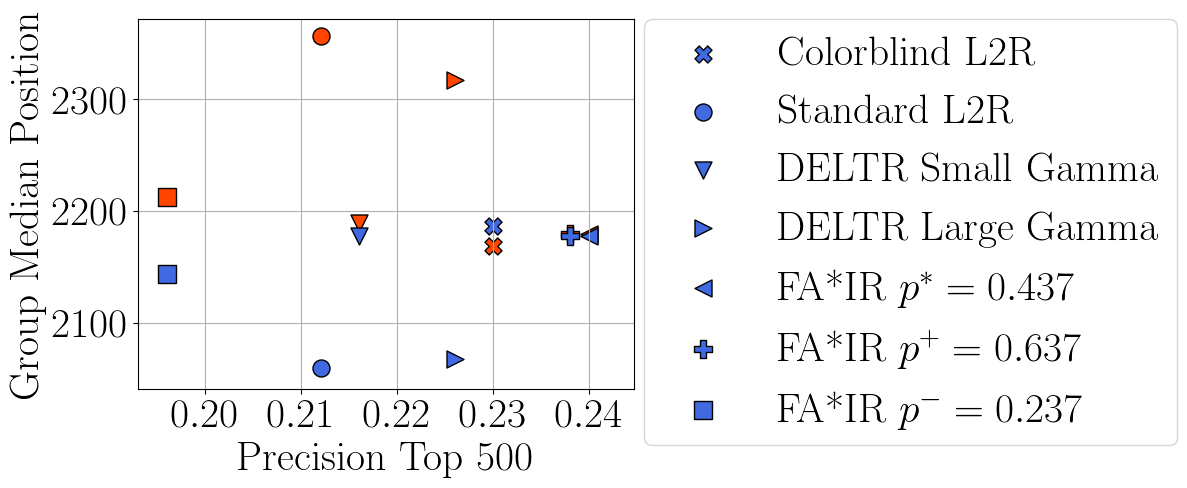 Group Median Position
2300
2200
2100
0.20 0.21 0.22 0.23 0.24
Precision Top 500
Colorblind L2R
Standard L2R
DELTR Small Gamma
DELTR Large Gamma
FA*IR p* = 0.437
FA*IR p⁺ = 0.637
FA*IR p⁻ = 0.237